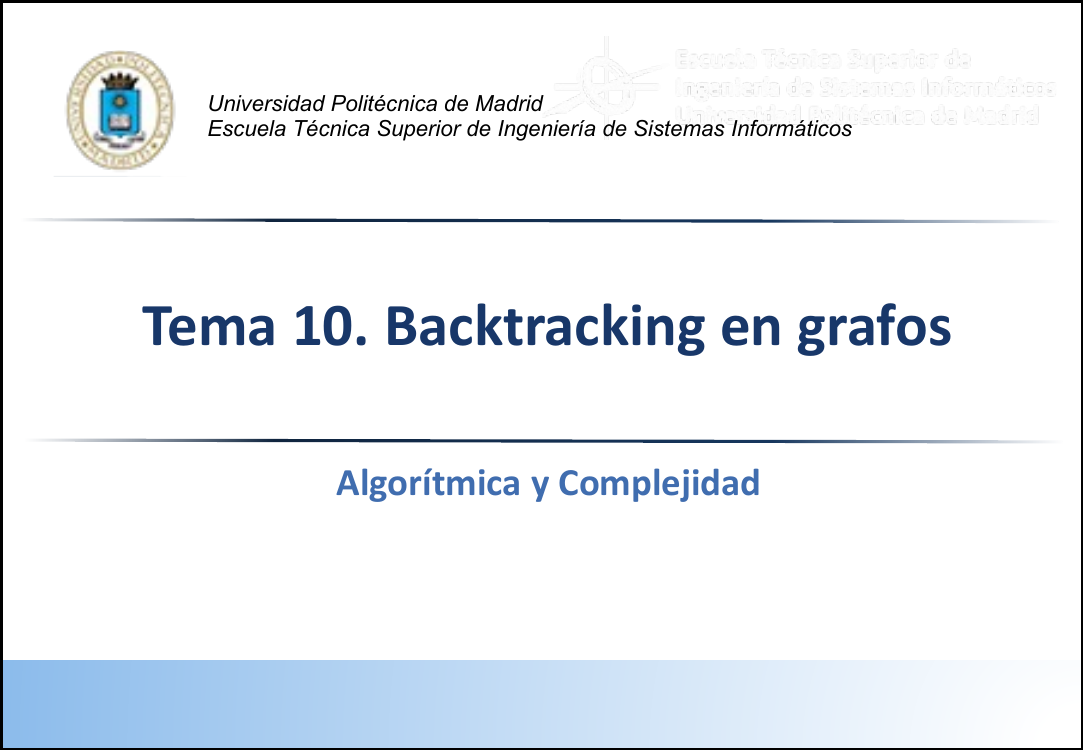 Universidad Politécnica de Madrid
Escuela Técnica Superior de Ingeniería de Sistemas Informáticos
Escuela Técnica Superior de
Ingeniería de Sistemas Informáticos
Universidad Politécnica de Madrid
Tema 10. Backtracking en grafos
Algorítmica y Complejidad